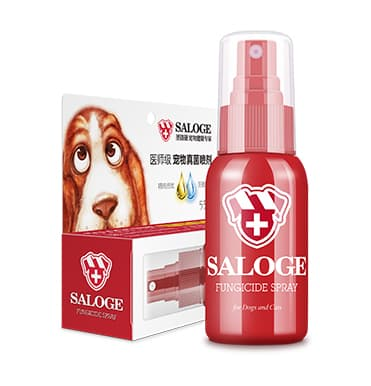 SALOGE
医师级 宠物真菌喷剂
SALOGE
FUNGICIDE SPRAY
SALOGE
FUNGICIDE SPRAY
for Dogs and Cats